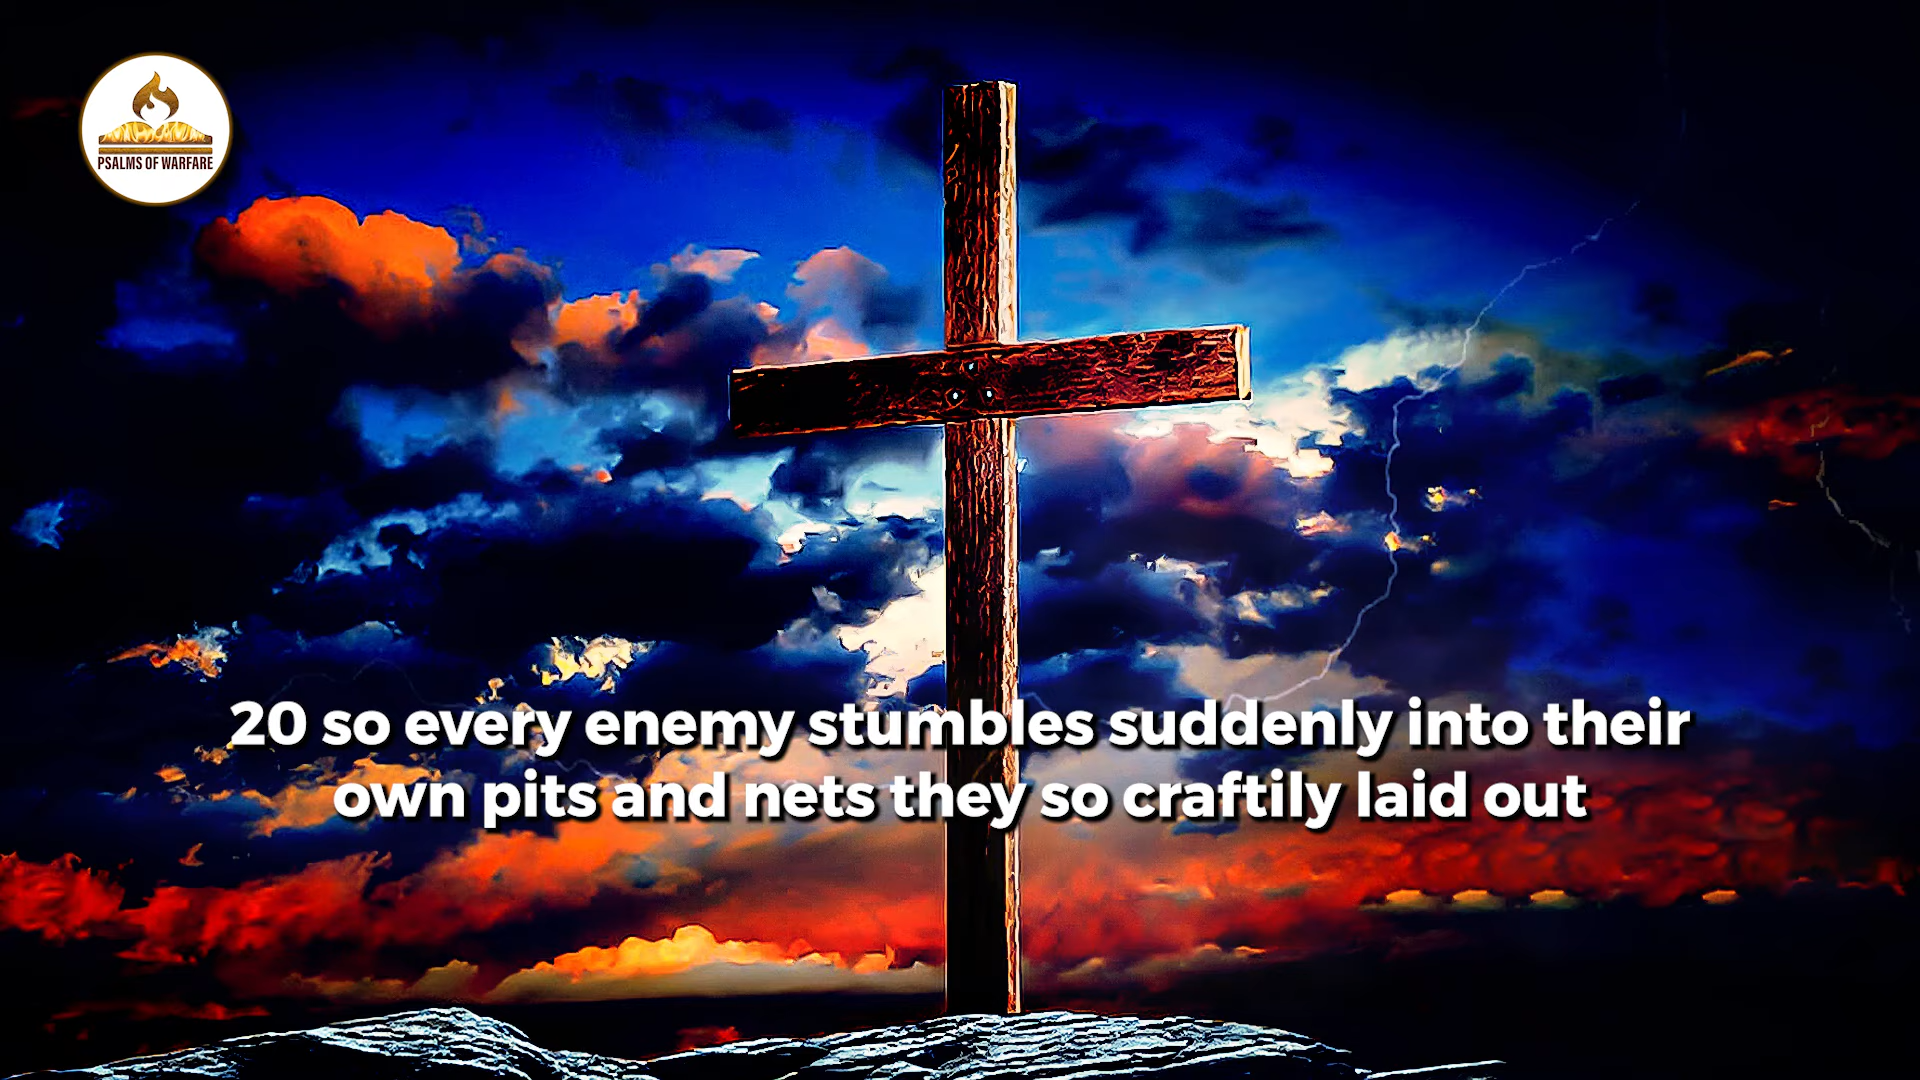 PSALMS OF WARFARE
20 so every enemy stumbles suddenly into their
own pits and nets they so craftily laid out